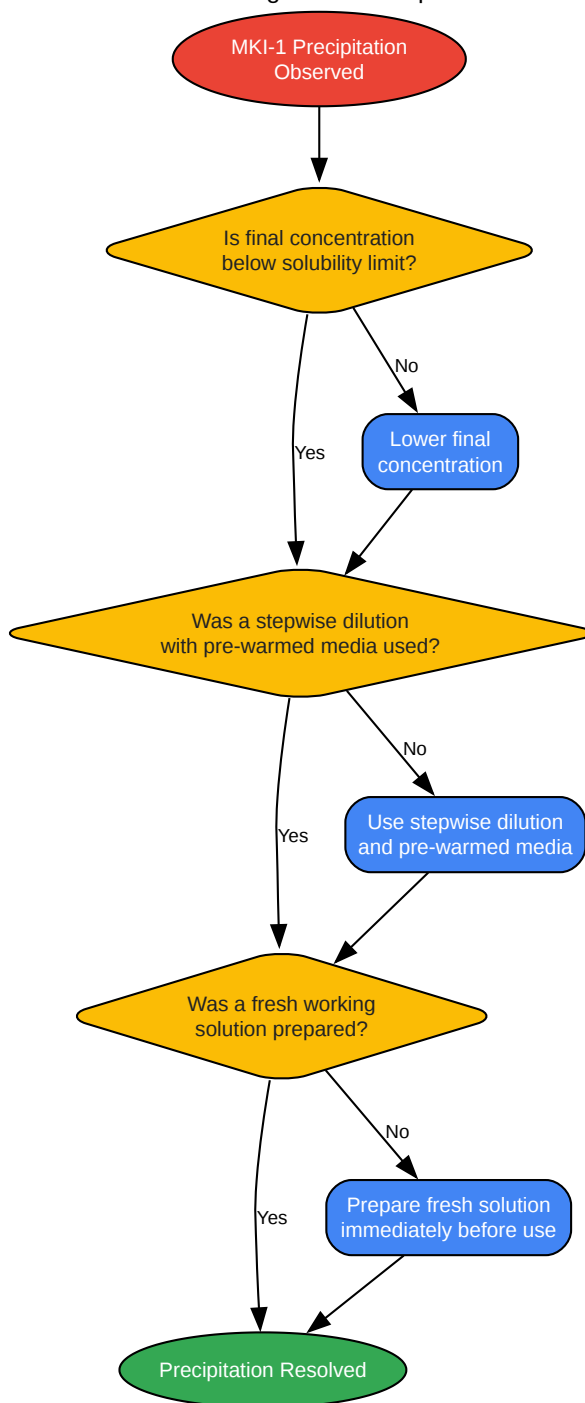 MKI-1 Precipitation
Observed
Is final concentration
below solubility limit?
No
Lower final
concentration
Yes
Was a stepwise dilution
with pre-warmed media used?
No
Use stepwise dilution
and pre-warmed media
Yes
Was a fresh working
solution prepared?
No
Prepare fresh solution
immediately before use
Yes
Precipitation Resolved